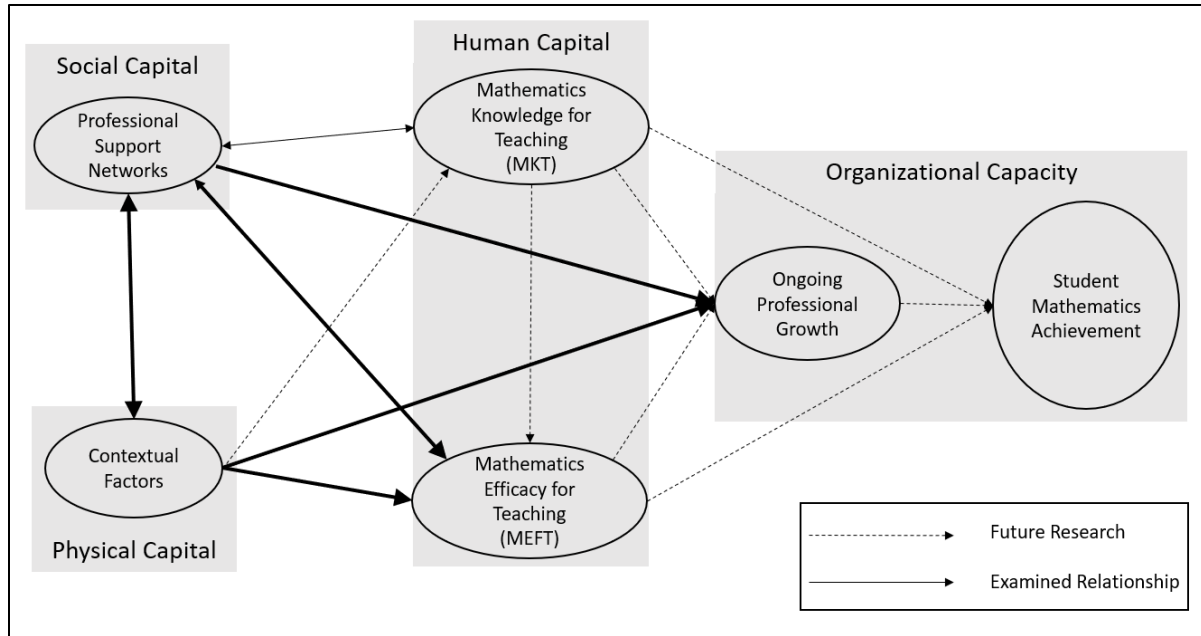 Social Capital
Professional
Support
Networks
Human Capital
Mathematics
Knowledge for
Teaching
(MKT)
Organizational Capacity
Ongoing
Professional
Growth
Student
Mathematics
Achievement
Contextual
Factors
Physical Capital
Mathematics
Efficacy for
Teaching
(MEFT)
Future Research
Examined Relationship